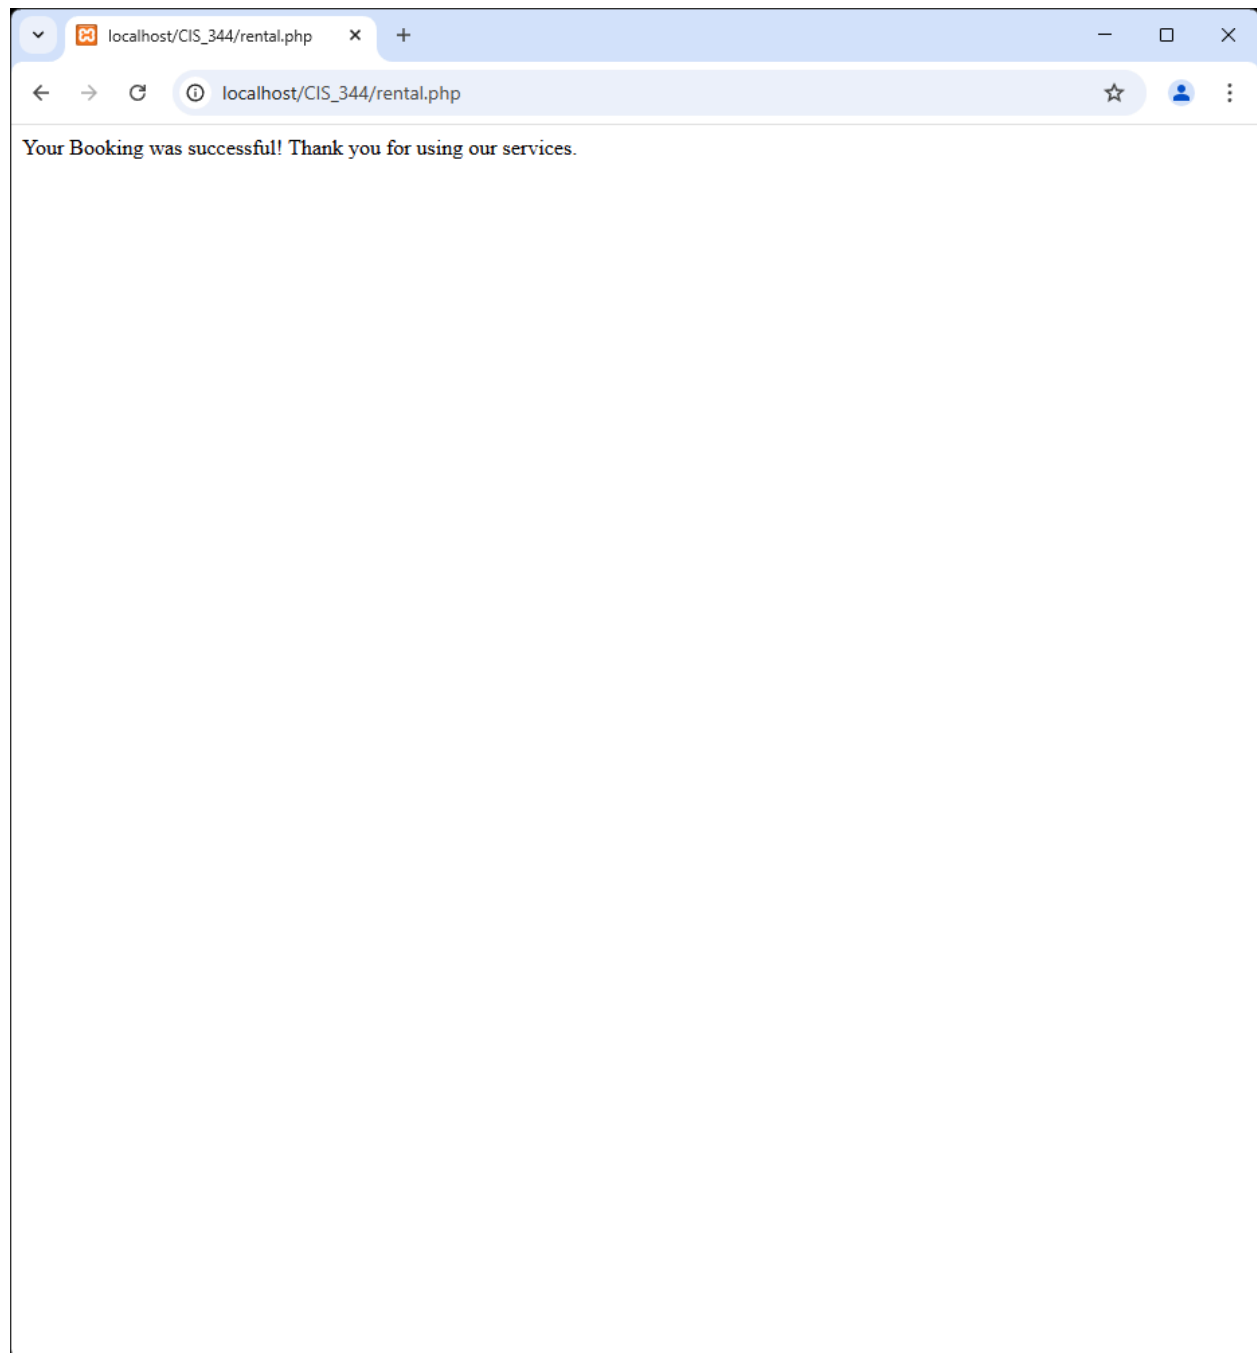 localhost/CIS_344/rental.php
localhost/CIS_344/rental.php
Your Booking was successful! Thank you for using our services.